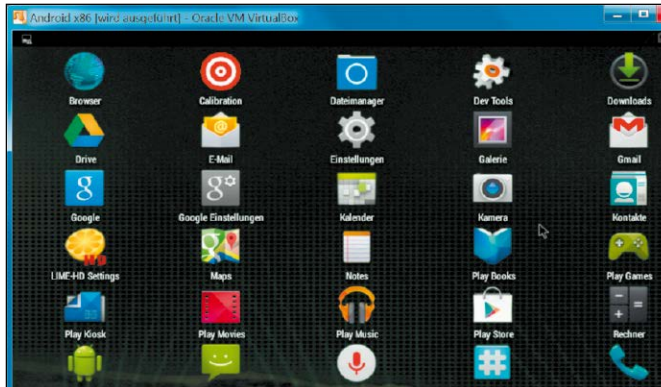 Android x86 [wird ausgeführt] - Oracle VM VirtualBox
Browser Calibration Dateimanager Dev Tools Downloads
Drive E-Mail Einstellungen Galerie Gmail
Google Google Einstellungen Kalender Kamera Kontakte
LIME-HD Settings Maps Notes Play Books Play Games
Play Kiosk Play Movies Play Music Play Store Rechner